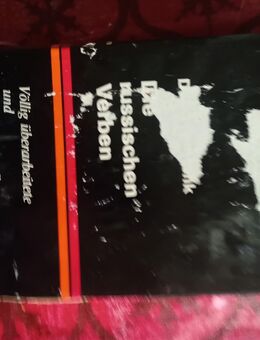 Die
russischen
Verben
Völlig überarbeitete
und